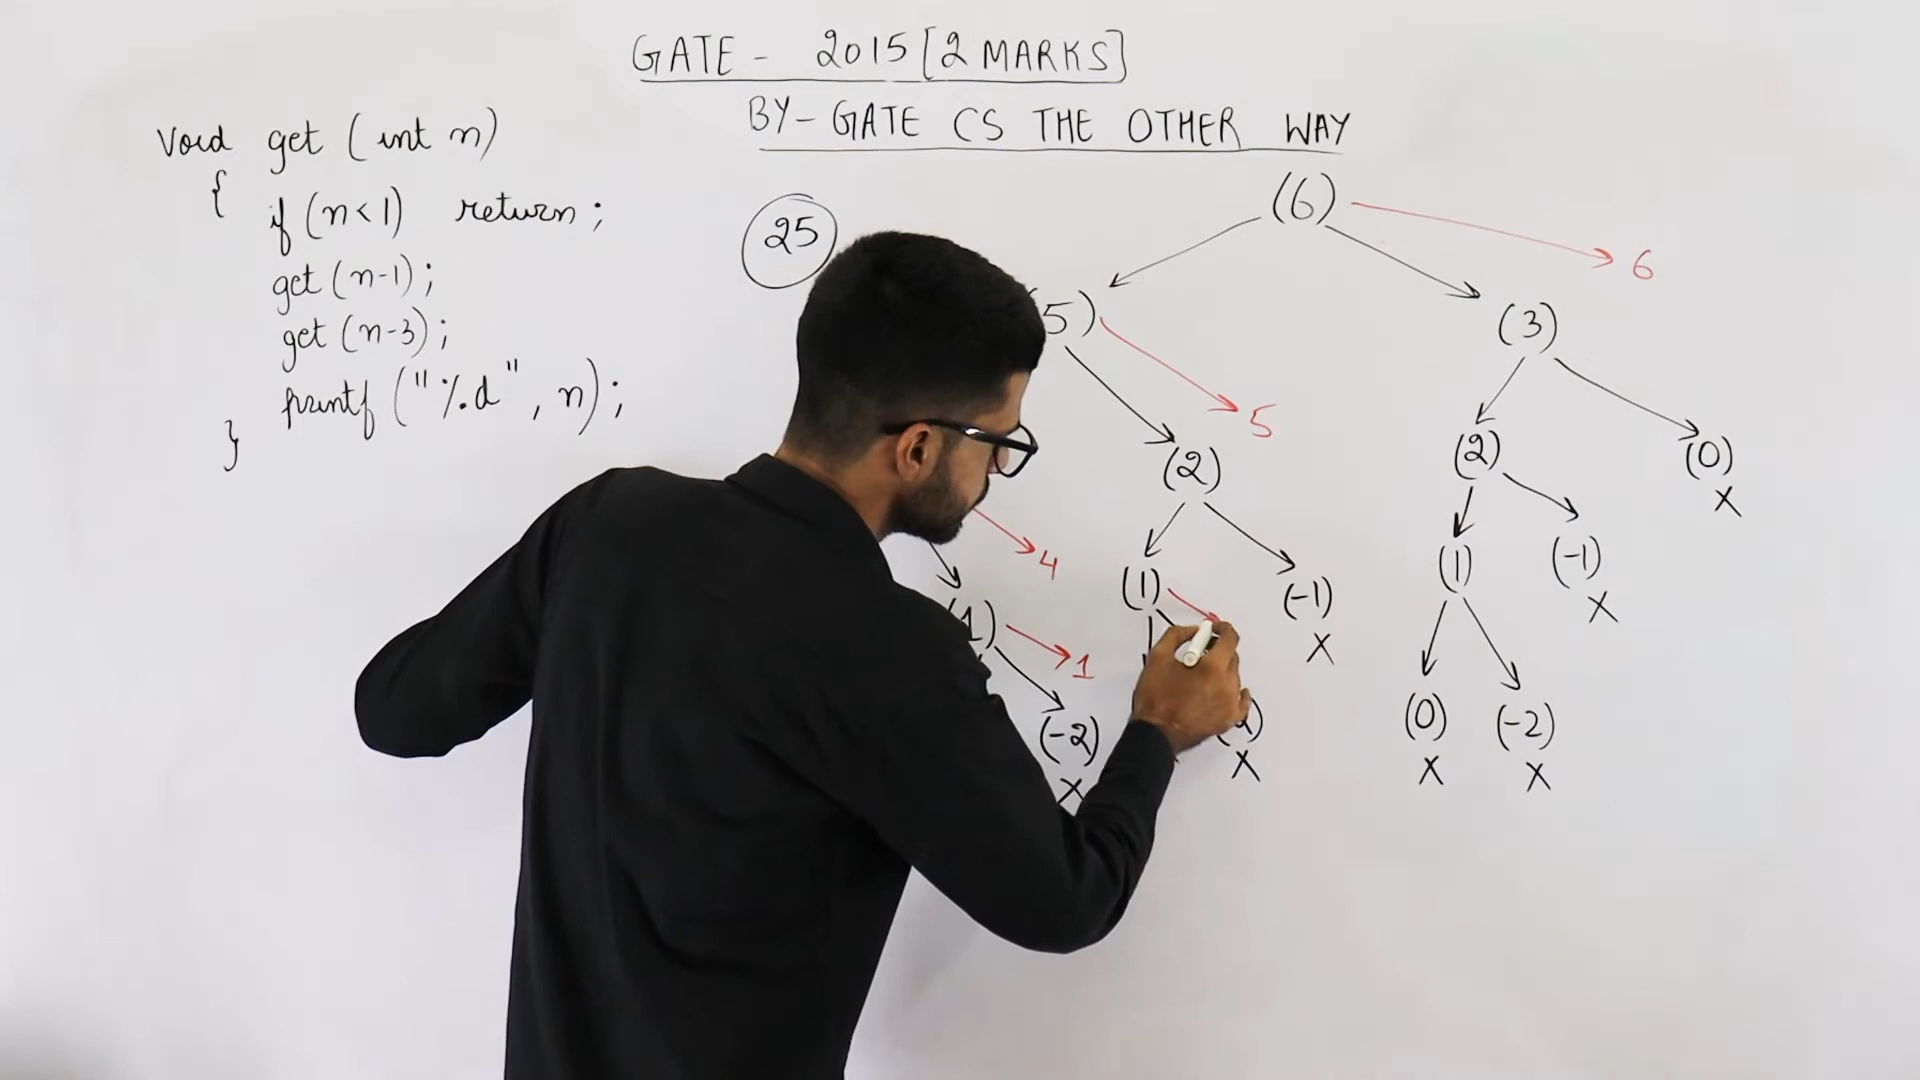 GATE - 2015 [2 MARKS]
BY- GATE CS THE OTHER WAY
Void get (int n)
{ if (n<1) return;
get (n-1);
get (n-3);
printf ("%d", n);
}
25
(6) 6
5) (3)
5
(2) (2) (0)
X
4 (1) (-1) (1) (-1)
X X
1) 1
(-2) (0) (-2)
X X X X